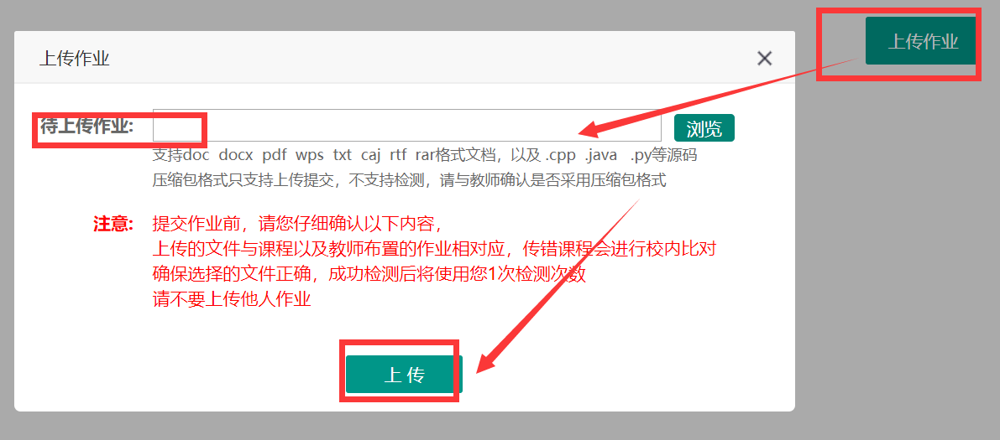 上传作业
上传作业
待上传作业:
浏览
支持doc docx pdf wps txt caj rtf rar格式文档，以及 .cpp .java .py等源码
压缩包格式只支持上传提交，不支持检测，请与教师确认是否采用压缩包格式
注意:
提交作业前，请您仔细确认以下内容，
上传的文件与课程以及教师布置的作业相对应，传错课程会进行校内比对
确保选择的文件正确，成功检测后将使用您1次检测次数
请不要上传他人作业
上 传